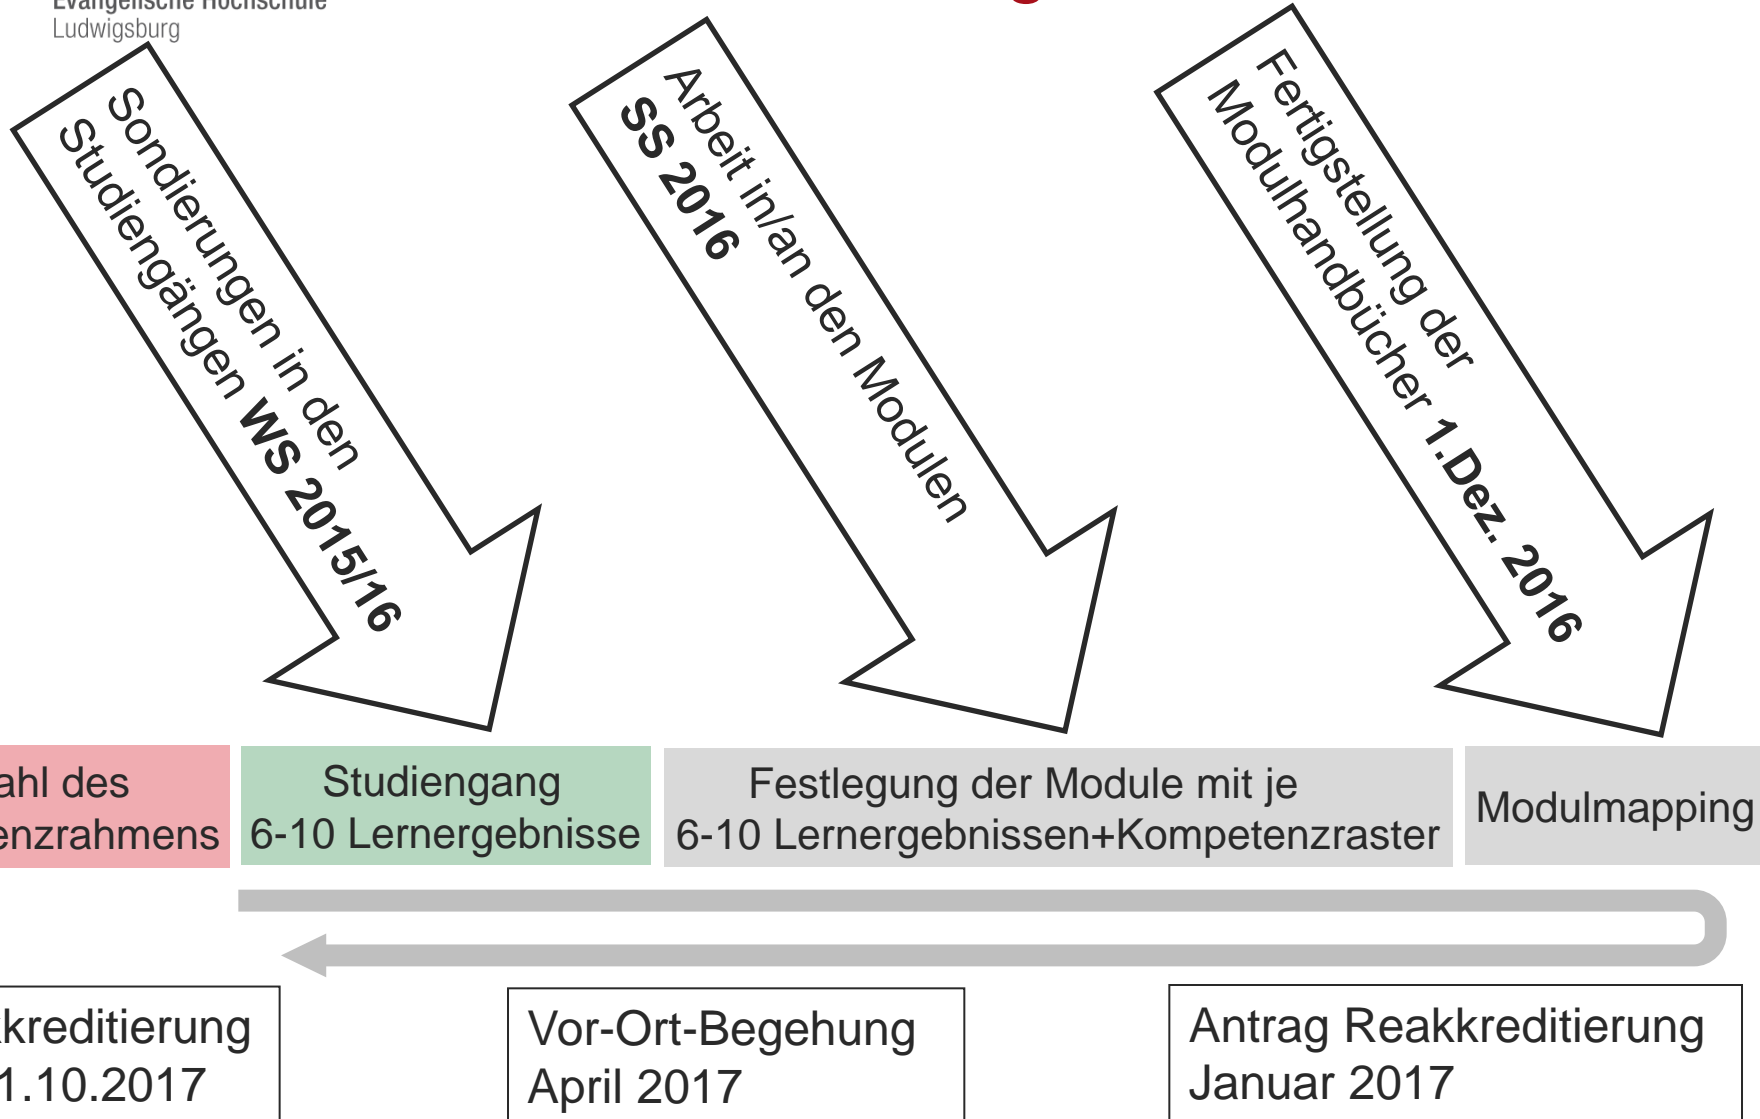 Evangelische Hochschule
Ludwigsburg
Sondierungen in den
Studiengängen WS 2015/16
Arbeit in/an den Modulen
SS 2016
Fertigstellung der
Modulhandbücher 1.Dez. 2016
ahl des
enzrahmens
Studiengang
6-10 Lernergebnisse
Festlegung der Module mit je
6-10 Lernergebnissen+Kompetenzraster
Modulmapping
kreditierung
1.10.2017
Vor-Ort-Begehung
April 2017
Antrag Reakkreditierung
Januar 2017